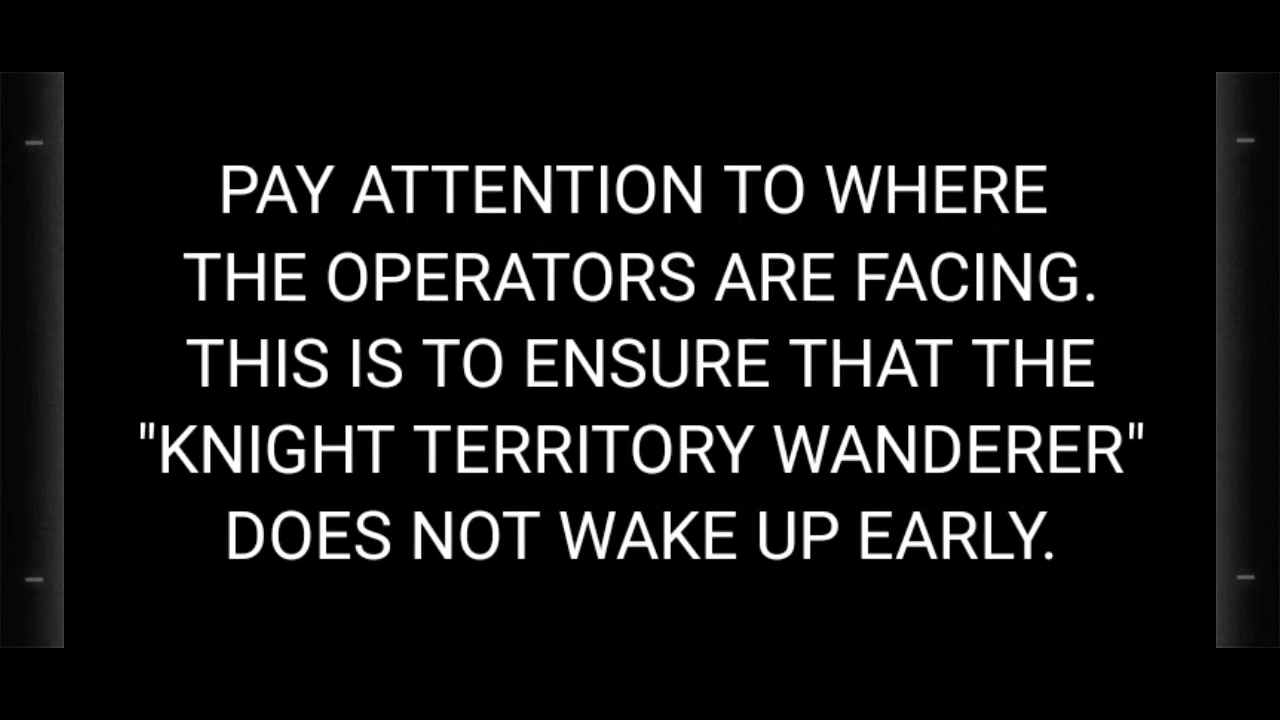 PAY ATTENTION TO WHERE
THE OPERATORS ARE FACING.
THIS IS TO ENSURE THAT THE
"KNIGHT TERRITORY WANDERER"
DOES NOT WAKE UP EARLY.